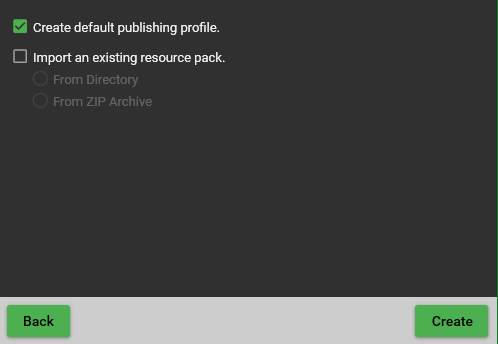 Create default publishing profile.
Import an existing resource pack.
From Directory
From ZIP Archive
Back
Create